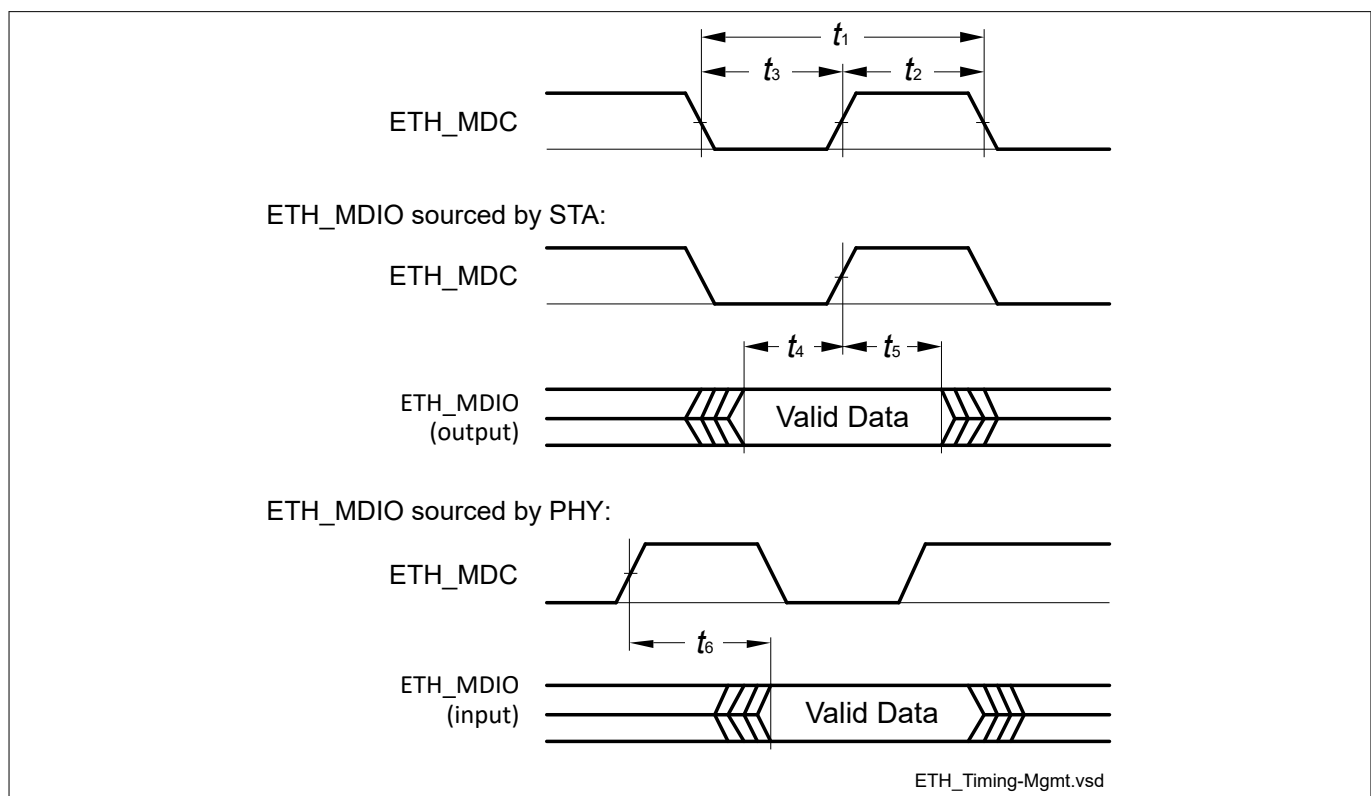 t1
t3 t2
ETH_MDC
ETH_MDIO sourced by STA:
ETH_MDC
t4 t5
ETH_MDIO
(output)
Valid Data
ETH_MDIO sourced by PHY:
ETH_MDC
t6
ETH_MDIO
(input)
Valid Data
ETH_Timing-Mgmt.vsd